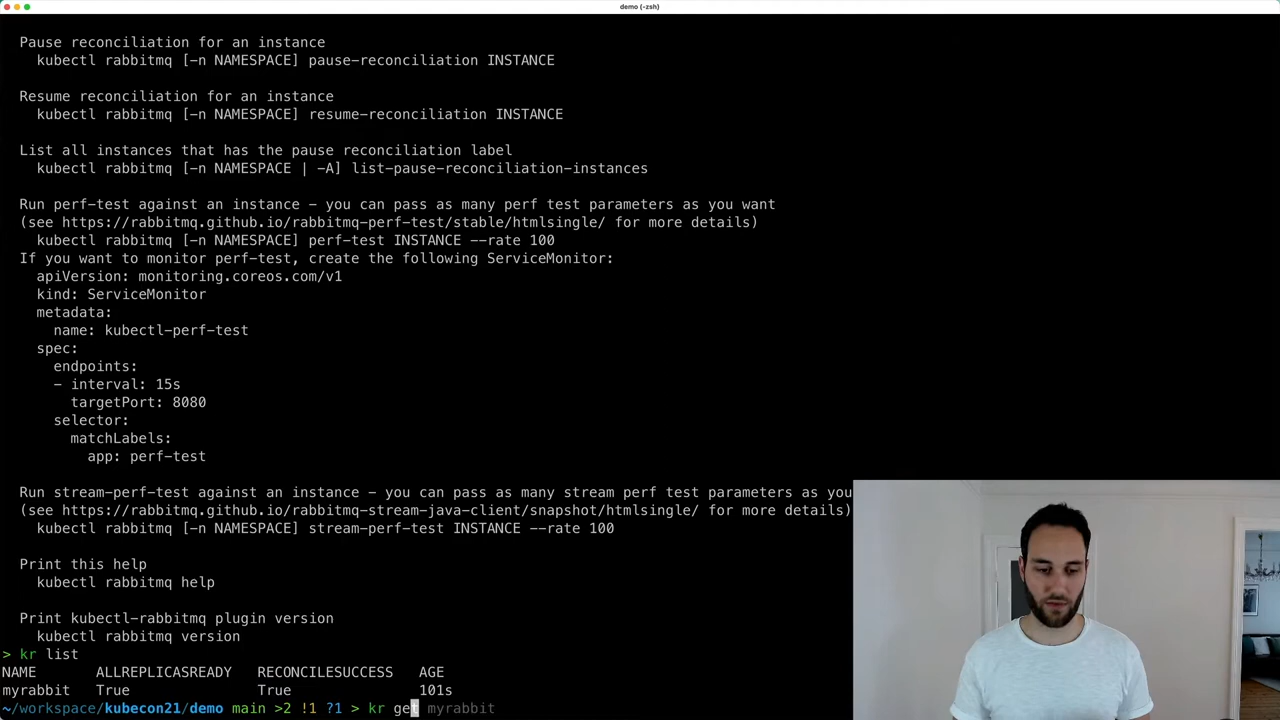 demo (-zsh)
Pause reconciliation for an instance
kubectl rabbitmq [-n NAMESPACE] pause-reconciliation INSTANCE
Resume reconciliation for an instance
kubectl rabbitmq [-n NAMESPACE] resume-reconciliation INSTANCE
List all instances that has the pause reconciliation label
kubectl rabbitmq [-n NAMESPACE | -A] list-pause-reconciliation-instances
Run perf-test against an instance - you can pass as many perf test parameters as you want
(see https://rabbitmq.github.io/rabbitmq-perf-test/stable/htmlsingle/ for more details)
kubectl rabbitmq [-n NAMESPACE] perf-test INSTANCE --rate 100
If you want to monitor perf-test, create the following ServiceMonitor:
apiVersion: monitoring.coreos.com/v1
kind: ServiceMonitor
metadata:
name: kubectl-perf-test
spec:
endpoints:
- interval: 15s
targetPort: 8080
selector:
matchLabels:
app: perf-test
Run stream-perf-test against an instance - you can pass as many stream perf test parameters as you
(see https://rabbitmq.github.io/rabbitmq-stream-java-client/snapshot/htmlsingle/ for more details)
kubectl rabbitmq [-n NAMESPACE] stream-perf-test INSTANCE --rate 100
Print this help
kubectl rabbitmq help
Print kubectl-rabbitmq plugin version
kubectl rabbitmq version
> kr list
NAME ALLREPLICASREADY RECONCILESUCCESS AGE
myrabbit True True 101s
~/workspace/kubecon21/demo main >2 !1 ?1 > kr get myrabbit